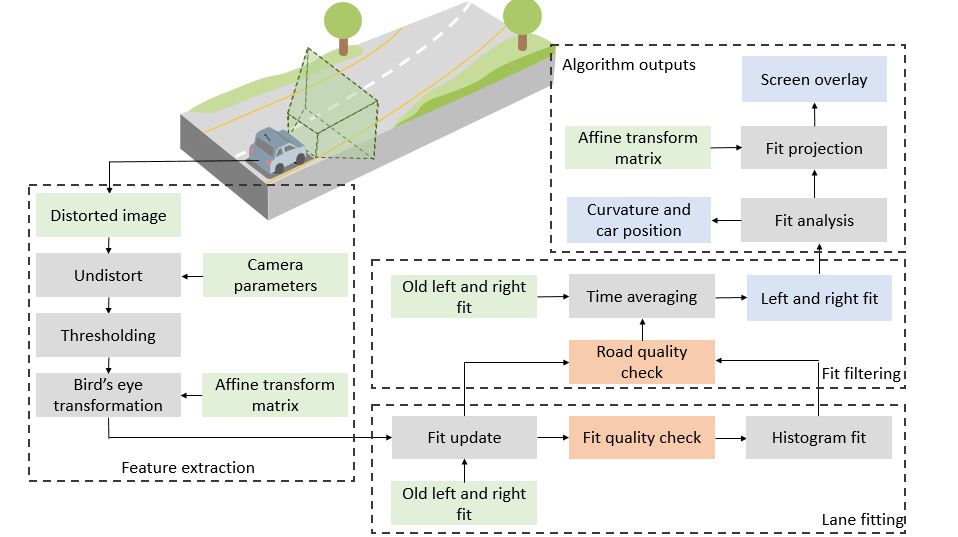 Algorithm outputs
Screen overlay
Affine transform
matrix
Fit projection
Curvature and
car position
Fit analysis
Distorted image
Undistort
Camera
parameters
Thresholding
Bird's eye
transformation
Affine transform
matrix
Feature extraction
Old left and right
fit
Time averaging
Left and right fit
Road quality
check
Fit filtering
Fit update
Fit quality check
Histogram fit
Old left and right
fit
Lane fitting